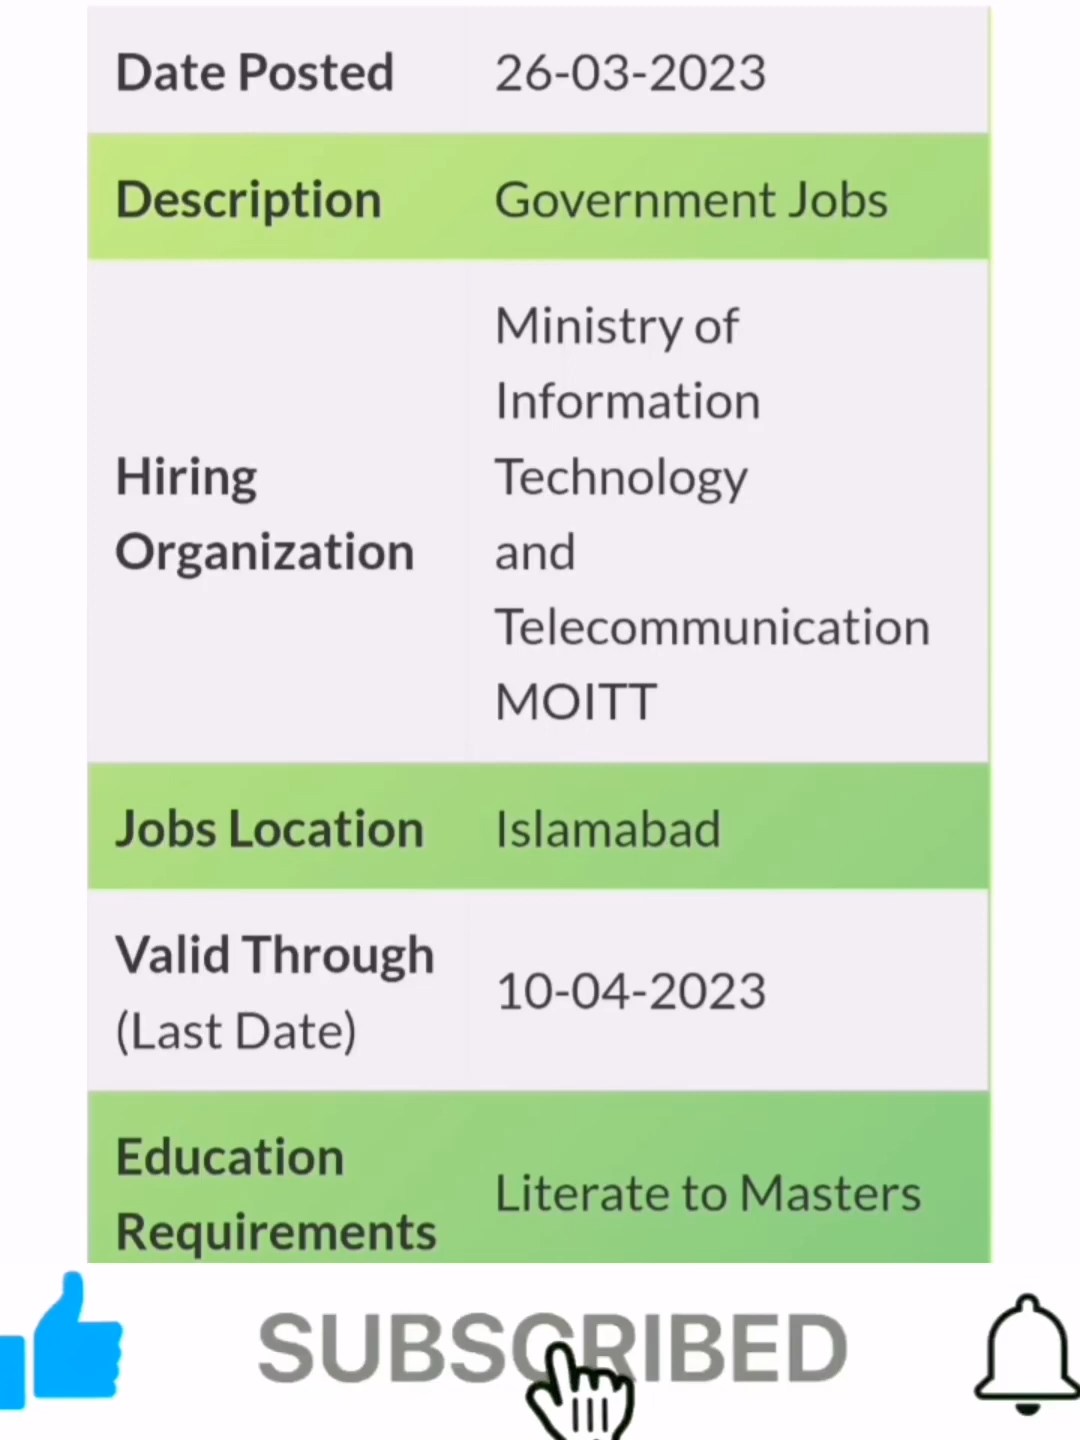 Date Posted 26-03-2023
Description Government Jobs
Hiring
Organization
Ministry of
Information
Technology
and
Telecommunication
MOITT
Jobs Location Islamabad
Valid Through
(Last Date)
10-04-2023
Education
Requirements
Literate to Masters
SUBSCRIBED